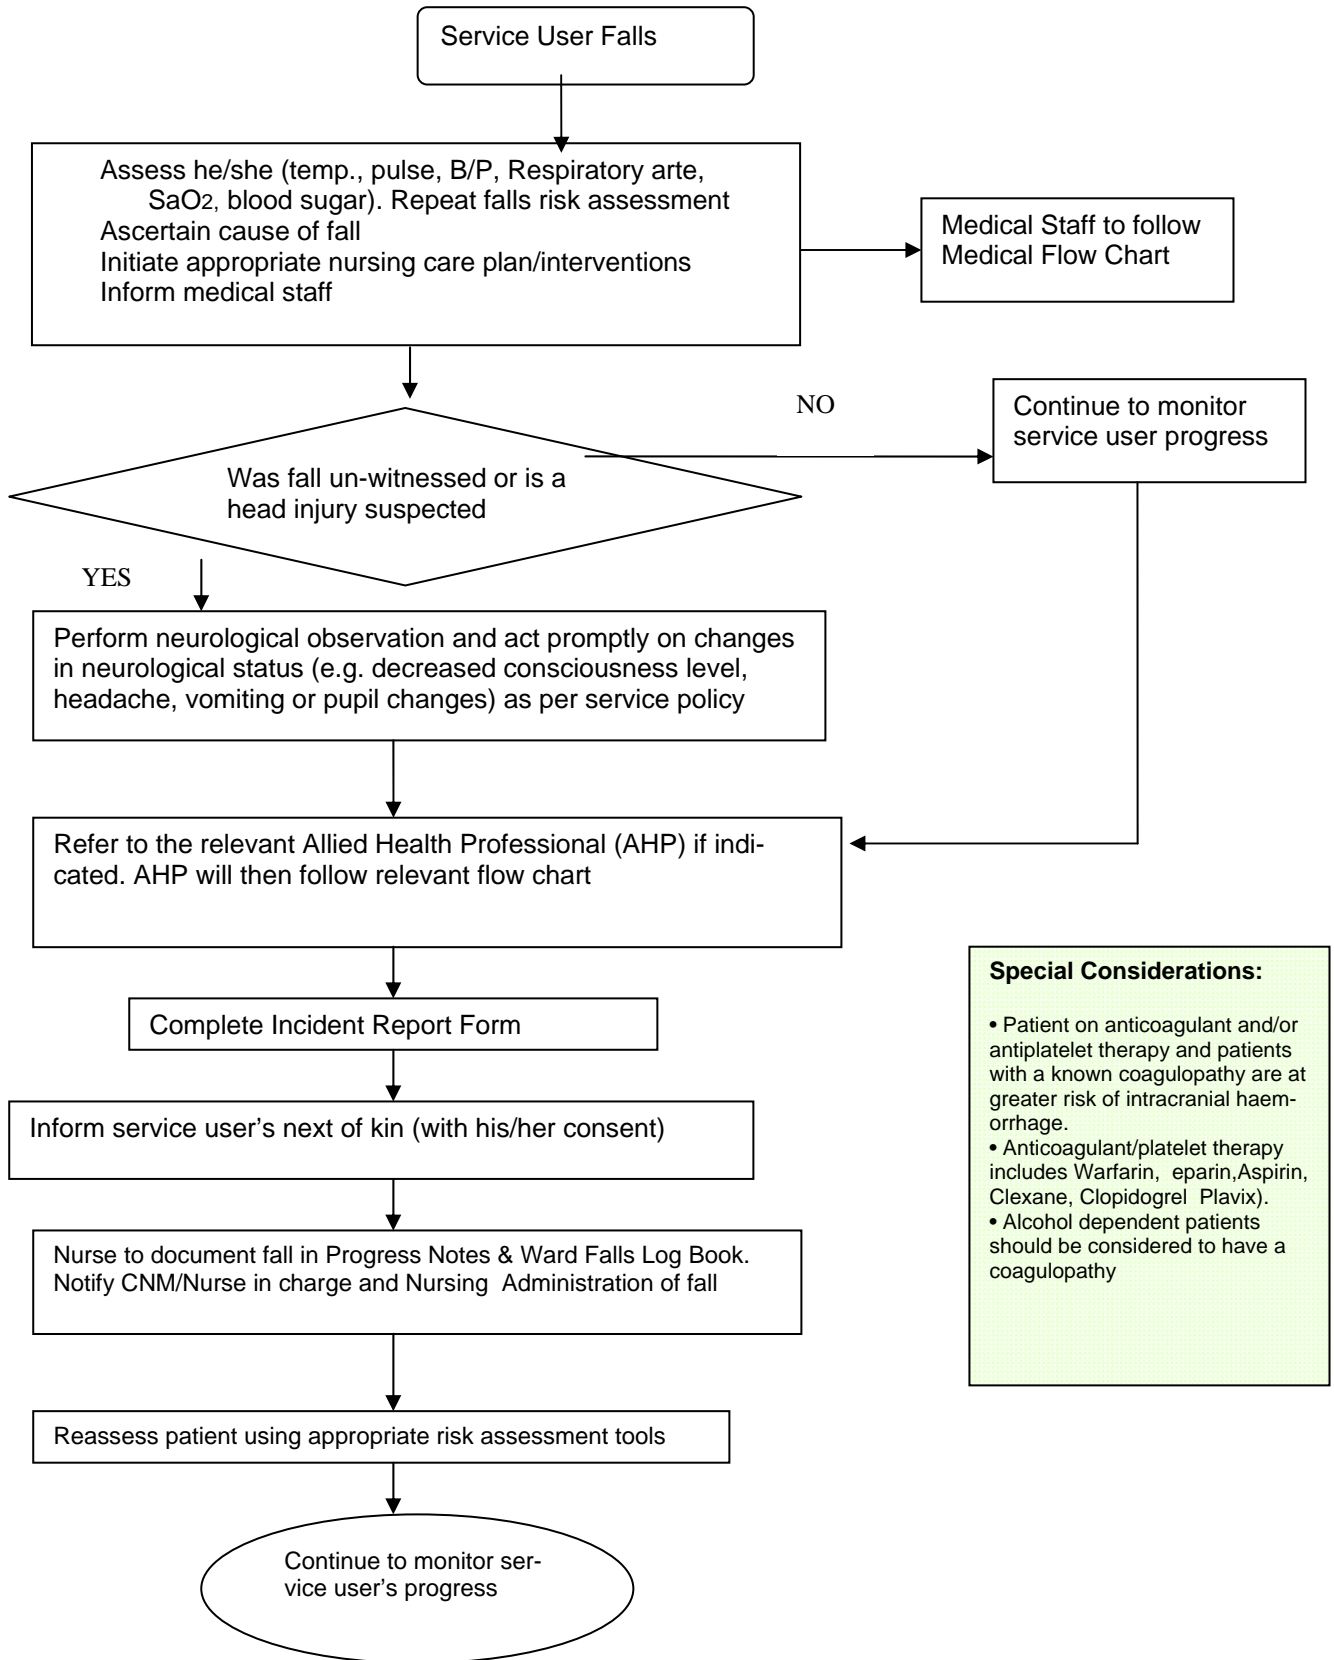 Service User Falls
Assess he/she (temp., pulse, B/P, Respiratory arte,
SaO2, blood sugar). Repeat falls risk assessment
Ascertain cause of fall
Initiate appropriate nursing care plan/interventions
Inform medical staff
Medical Staff to follow
Medical Flow Chart
NO
Continue to monitor
service user progress
Was fall un-witnessed or is a
head injury suspected
YES
Perform neurological observation and act promptly on changes
in neurological status (e.g. decreased consciousness level,
headache, vomiting or pupil changes) as per service policy
Refer to the relevant Allied Health Professional (AHP) if indi-
cated. AHP will then follow relevant flow chart
Complete Incident Report Form
Inform service user's next of kin (with his/her consent)
Nurse to document fall in Progress Notes & Ward Falls Log Book.
Notify CNM/Nurse in charge and Nursing  Administration of fall
Reassess patient using appropriate risk assessment tools
Continue to monitor ser-
vice user's progress
Special Considerations:
• Patient on anticoagulant and/or
antiplatelet therapy and patients
with a known coagulopathy are at
greater risk of intracranial haem-
orrhage.
• Anticoagulant/platelet therapy
includes Warfarin,  eparin,Aspirin,
Clexane, Clopidogrel  Plavix).
• Alcohol dependent patients
should be considered to have a
coagulopathy